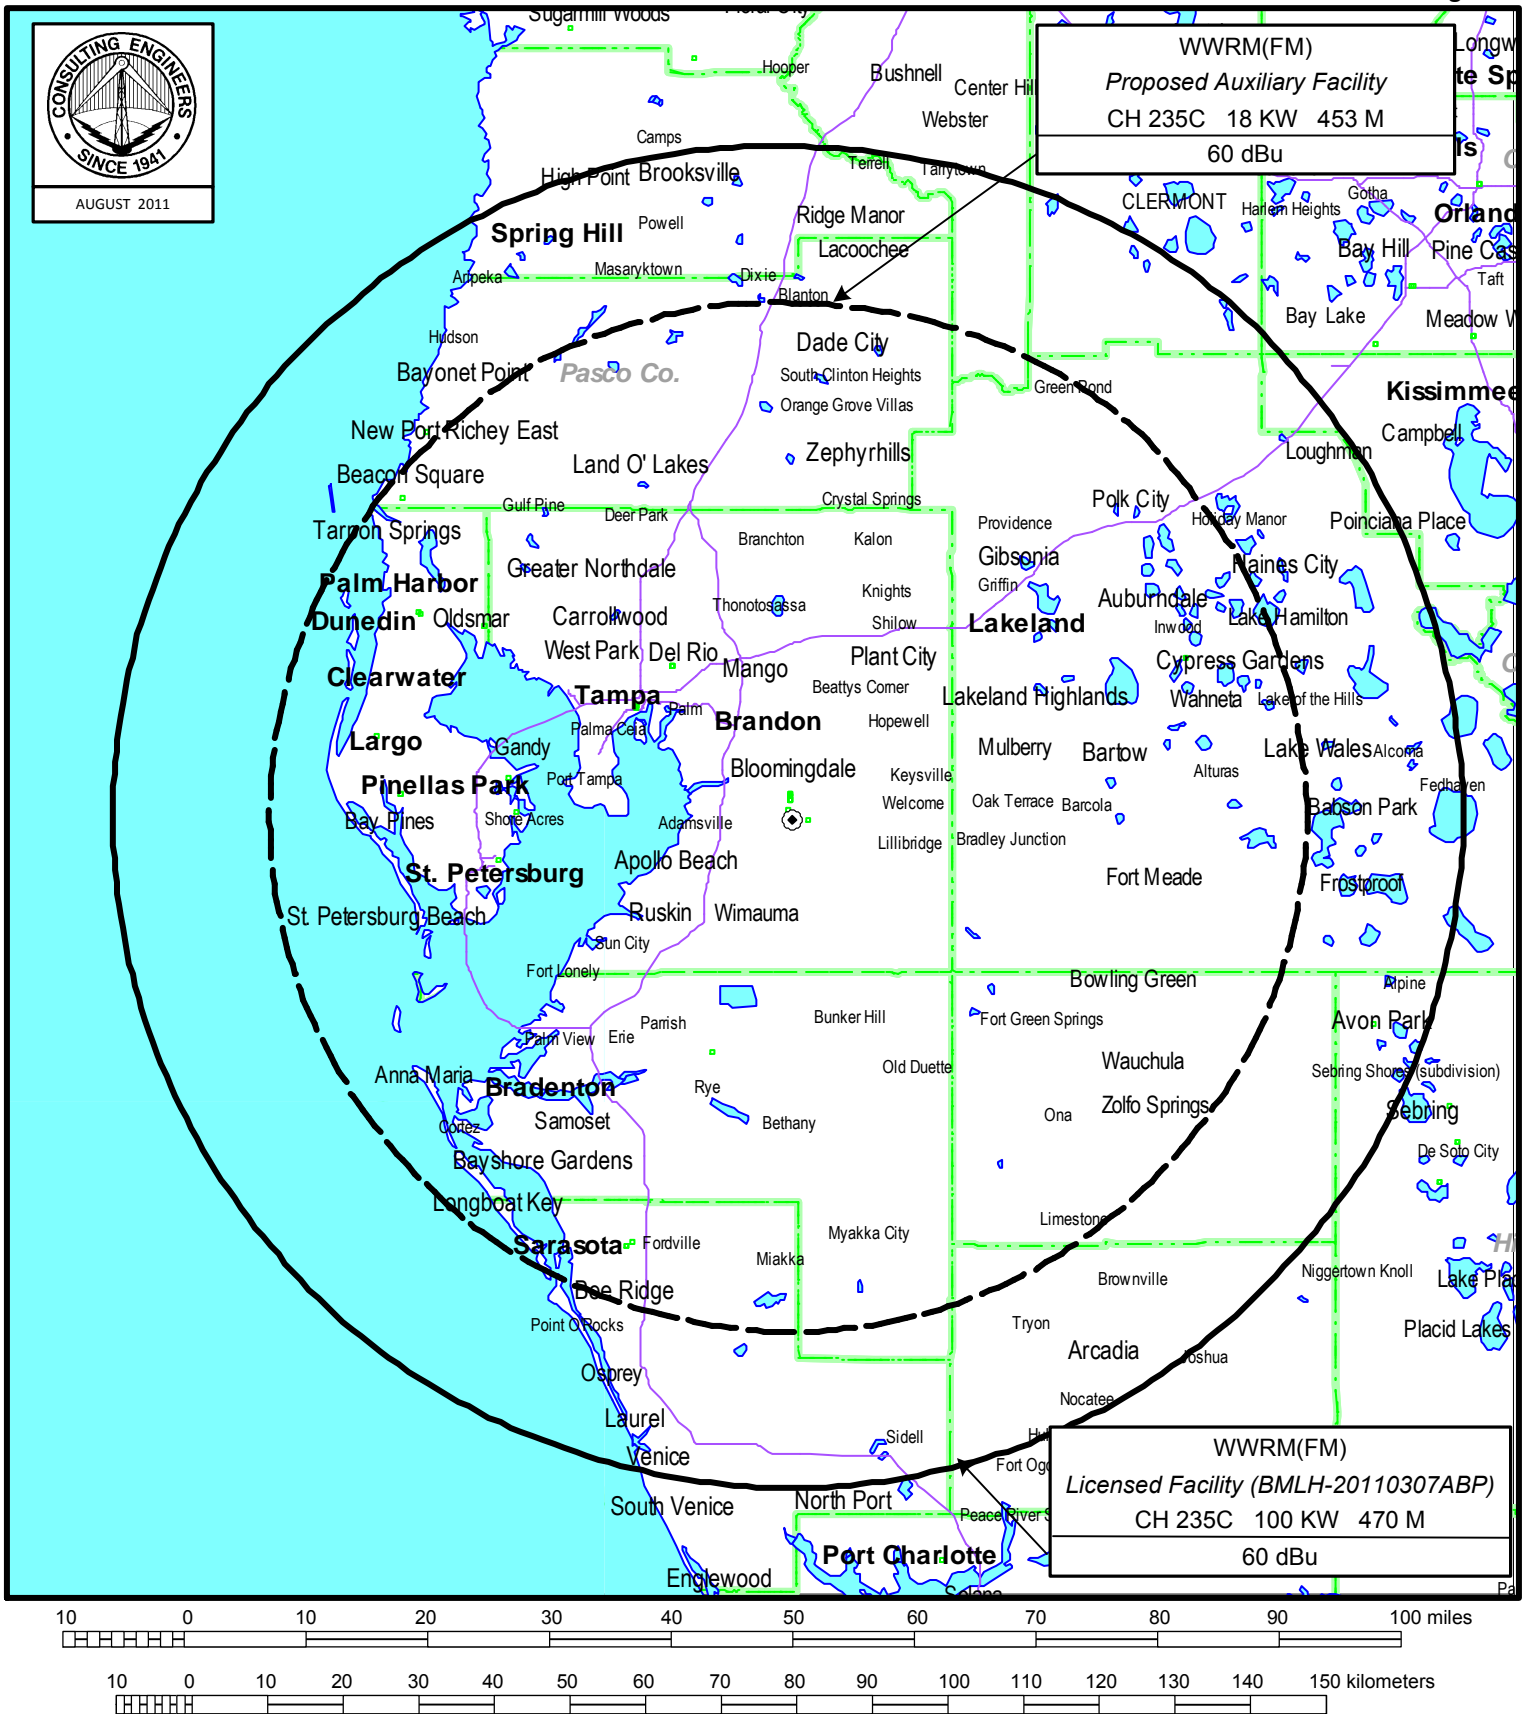 CONSULTING ENGINEERS
• SINCE 1941 •
AUGUST 2011
WWRM(FM)
Proposed Auxiliary Facility
CH 235C 18 KW 453 M
60 dBu
Sugarmill Woods
Hooper
Bushnell
Center Hil
Webster
Longw
te Sp
Camps
High Point
Brooksville
Terrell
Tarrytown
Powell
Ridge Manor
CLERMONT
Harlem Heights
Gotha
Orland
Spring Hill
Lacoochee
Bay Hill
Pine Cas
Aripeka
Masaryktown
Dixie
Taft
Blanton
Bay Lake
Meadow W
Hudson
Dade City
Bayonet Point
Pasco Co.
South Clinton Heights
Green Pond
Kissimmee
Orange Grove Villas
New Port Richey East
Campbell
Beacon Square
Land O' Lakes
Zephyrhills
Loughman
Gulf Pine
Deer Park
Crystal Springs
Polk City
Tarpon Springs
Branchton
Kalon
Providence
Holiday Manor
Poinciana Place
Greater Northdale
Gibsonia
Haines City
Palm Harbor
Knights
Griffin
Dunedin
Oldsmar
Carrollwood
Thonotosassa
Shilow
Lakeland
Auburndale
Inwood
Lake Hamilton
West Park
Del Rio
Mango
Plant City
Cypress Gardens
Clearwater
Tampa
Palm
Beattys Corner
Lakeland Highlands
Wahneta
Lake of the Hills
Palma Ceia
Brandon
Hopewell
Largo
Gandy
Mulberry
Bartow
Lake Wales
Alcoma
Pinellas Park
Port Tampa
Bloomingdale
Keysville
Alturas
Fedhaven
Bay Pines
Shore Acres
Adamsville
Welcome
Oak Terrace
Barcola
Babson Park
Lillibridge
Bradley Junction
St. Petersburg
Apollo Beach
Fort Meade
Frostproof
St. Petersburg Beach
Ruskin
Wimauma
Sun City
Fort Lonely
Bowling Green
Alpine
Palm View
Erie
Parrish
Bunker Hill
Fort Green Springs
Avon Park
Anna Maria
Bradenton
Rye
Old Duette
Wauchula
Sebring Shores (subdivision)
Cortez
Samoset
Bethany
Ona
Zolfo Springs
Sebring
Bayshore Gardens
De Soto City
Longboat Key
Sarasota
Fordville
Miakka
Myakka City
Limestone
Bee Ridge
Brownville
Niggertown Knoll
Lake Plac
Point O'Rocks
Tryon
Placid Lakes
Osprey
Arcadia
Joshua
Laurel
Nocatee
Venice
Sidell
Hul
Fort Ogd
South Venice
North Port
Peace River S
Port Charlotte
Englewood
Solana
WWRM(FM)
Licensed Facility (BMLH-20110307ABP)
CH 235C 100 KW 470 M
60 dBu
10 0 10 20 30 40 50 60 70 80 90 100 miles
10 0 10 20 30 40 50 60 70 80 90 100 110 120 130 140 150 kilometers